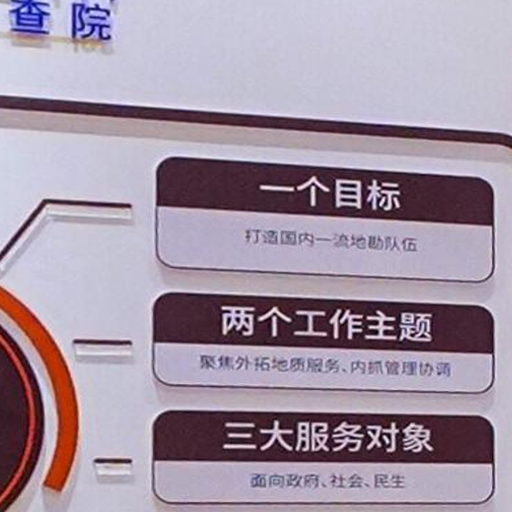 查院
一个目标
打造国内一流地勘队伍
两个工作主题
聚焦外拓地质服务、内抓管理协调
三大服务对象
面向政府、社会、民生